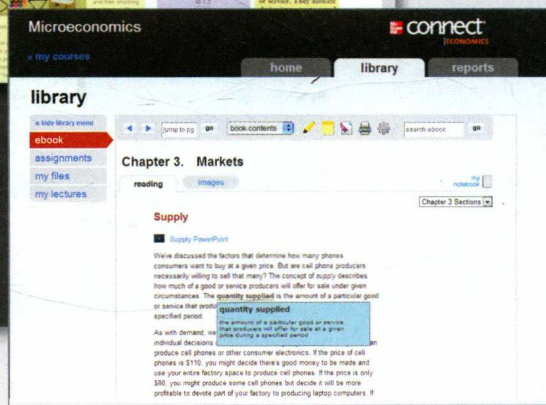 or service. They allocate
Microeconomics
connect
ECONOMICS
« my courses
home
library
reports
library
« hide library menu
ebook
assignments
my files
my lectures
jump to pg
go
book contents
search ebook
go
Chapter 3. Markets
reading
images
my
notebook
Chapter 3 Sections
Supply
Supply PowerPoint
We've discussed the factors that determine how many phones
consumers want to buy at a given price. But are cell phone producers
necessarily willing to sell that many? The concept of supply describes
how much of a good or service producers will offer for sale under given
circumstances. The quantity supplied is the amount of a particular good
or service that produ
specified period.
quantity supplied
the amount of a particular good or service
that producers will offer for sale at a given
price during a specified period
As with demand, we
individual decisions
an
produce cell phones or other consumer electronics. If the price of cell
phones is $110, you might decide there's good money to be made and
use your entire factory space to produce cell phones. If the price is only
$80, you might produce some cell phones but decide it will be more
profitable to devote part of your factory to producing laptop computers. If